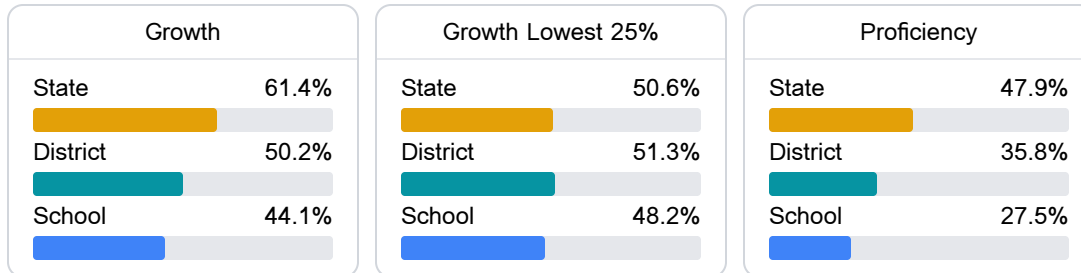 Growth
State 61.4%
District 50.2%
School 44.1%
Growth Lowest 25%
State 50.6%
District 51.3%
School 48.2%
Proficiency
State 47.9%
District 35.8%
School 27.5%